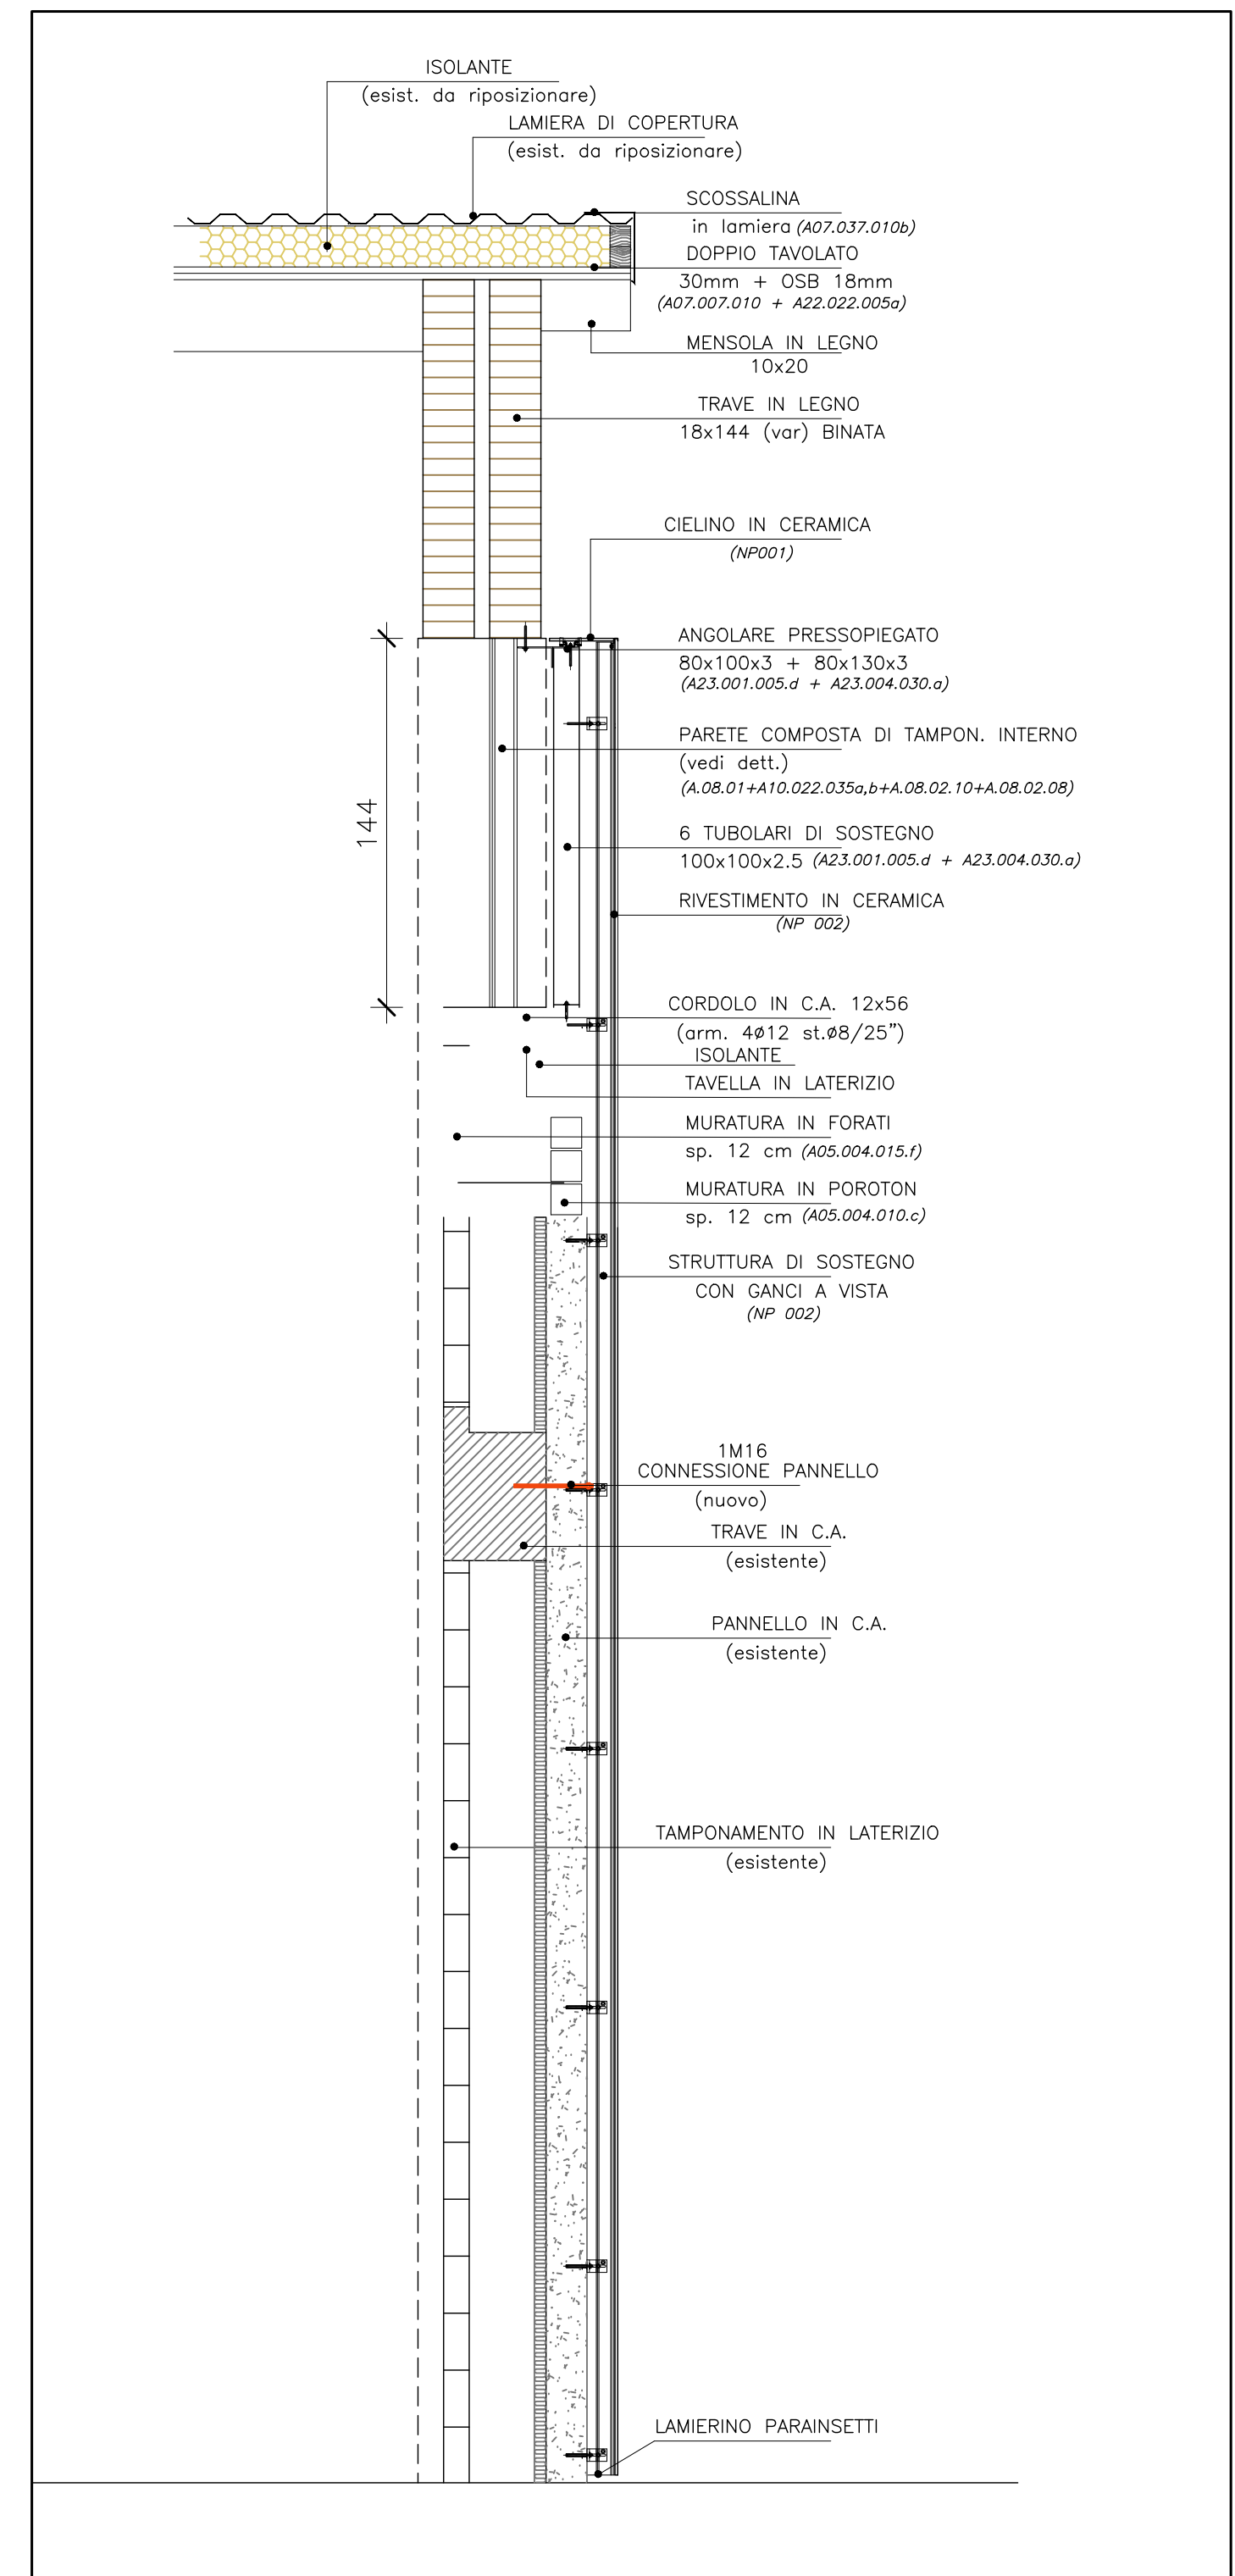 ISOLANTE
(esist. da riposizionare)
LAMIERA DI COPERTURA
(esist. da riposizionare)
SCOSSALINA
in lamiera (A07.037.010b)
DOPPIO TAVOLATO
30mm + OSB 18mm
(A07.007.010 + A22.022.005a)
MENSOLA IN LEGNO
10x20
TRAVE IN LEGNO
18x144 (var) BINATA
CIELINO IN CERAMICA
(NP001)
ANGOLARE PRESSOPIEGATO
80x100x3 + 80x130x3
(A23.001.005.d + A23.004.030.a)
PARETE COMPOSTA DI TAMPON. INTERNO
(vedi dett.)
(A.08.01+A10.022.035a,b+A.08.02.10+A.08.02.08)
144
6 TUBOLARI DI SOSTEGNO
100x100x2.5 (A23.001.005.d + A23.004.030.a)
RIVESTIMENTO IN CERAMICA
(NP 002)
CORDOLO IN C.A. 12x56
(arm. 4ø12 st.ø8/25")
ISOLANTE
TAVELLA IN LATERIZIO
MURATURA IN FORATI
sp. 12 cm (A05.004.015.f)
MURATURA IN POROTON
sp. 12 cm (A05.004.010.c)
STRUTTURA DI SOSTEGNO
CON GANCI A VISTA
(NP 002)
1M16
CONNESSIONE PANNELLO
(nuovo)
TRAVE IN C.A.
(esistente)
PANNELLO IN C.A.
(esistente)
TAMPONAMENTO IN LATERIZIO
(esistente)
LAMIERINO PARAINSETTI